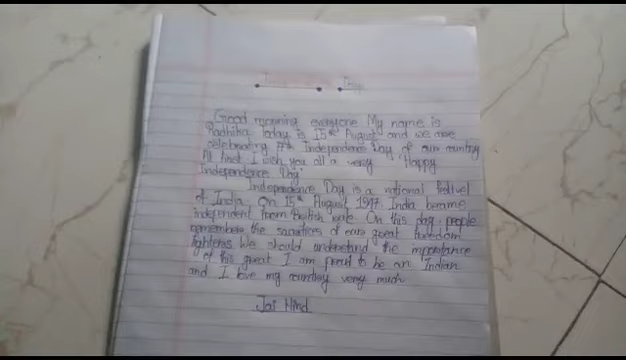 Day
Good morning everyone My name is
Radhika Today is 15th August and we are
celebrating Independence Day of our country
At first I wish you all a very "Happy
Independence Day"
Independence Day is a national festivel
of India. On 15th August 1947 India became
independent from British rule. On this day, people
remembers the sacrifices of our great freedom
fighters We should understand the importance
of this great I am proud to be an Indian
and I love my country very much
Jai Hind.